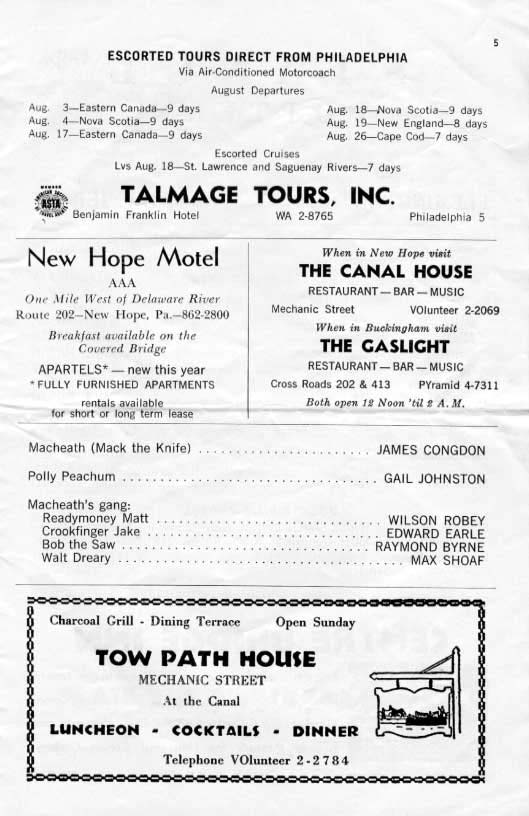 5
ESCORTED TOURS DIRECT FROM PHILADELPHIA
Via Air-Conditioned Motorcoach
August Departures
Aug. 3—Eastern Canada—9 days
Aug. 4—Nova Scotia—9 days
Aug. 17—Eastern Canada—9 days
Aug. 18—Nova Scotia—9 days
Aug. 19—New England—8 days
Aug. 26—Cape Cod—7 days
Escorted Cruises
Lvs Aug. 18—St. Lawrence and Saguenay Rivers—7 days
MEMBER
AMERICAN SOCIETY OF TRAVEL AGENTS
ASTA
TALMAGE TOURS, INC.
Benjamin Franklin Hotel WA 2-8765 Philadelphia 5
New Hope Motel
AAA
One Mile West of Delaware River
Route 202—New Hope, Pa.—862-2800
Breakfast available on the
Covered Bridge
APARTELS* — new this year
*FULLY FURNISHED APARTMENTS
rentals available
for short or long term lease
When in New Hope visit
THE CANAL HOUSE
RESTAURANT — BAR — MUSIC
Mechanic Street VOlunteer 2-2069
When in Buckingham visit
THE GASLIGHT
RESTAURANT — BAR — MUSIC
Cross Roads 202 & 413 PYramid 4-7311
Both open 12 Noon 'til 2 A.M.
Macheath (Mack the Knife) . . . . . . . . . . . . . . . . . . . . . . . JAMES CONGDON
Polly Peachum . . . . . . . . . . . . . . . . . . . . . . . . . . . . . . . . . . GAIL JOHNSTON
Macheath's gang:
Readymoney Matt . . . . . . . . . . . . . . . . . . . . . . . . . . . . . . WILSON ROBEY
Crookfinger Jake . . . . . . . . . . . . . . . . . . . . . . . . . . . . . . . EDWARD EARLE
Bob the Saw . . . . . . . . . . . . . . . . . . . . . . . . . . . . . . . . . RAYMOND BYRNE
Walt Dreary . . . . . . . . . . . . . . . . . . . . . . . . . . . . . . . . . . . . . . MAX SHOAF
Charcoal Grill - Dining Terrace Open Sunday
TOW PATH HOUSE
MECHANIC STREET
At the Canal
LUNCHEON - COCKTAILS - DINNER
Telephone VOlunteer 2-2784